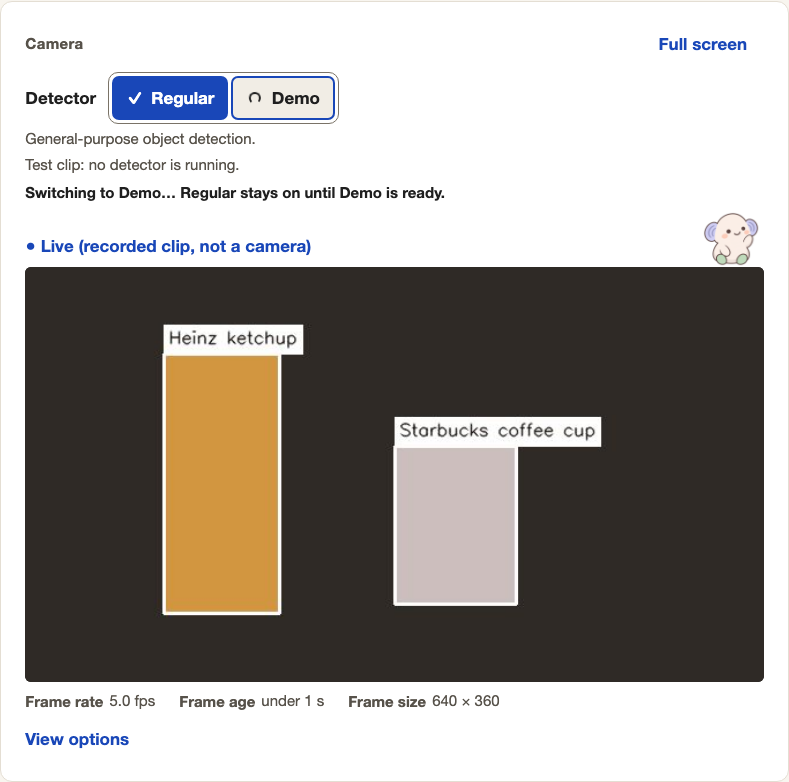 Camera
Full screen
Detector
Regular
Demo
General-purpose object detection.
Test clip: no detector is running.
Switching to Demo... Regular stays on until Demo is ready.
Live (recorded clip, not a camera)
Heinz ketchup
Starbucks coffee cup
Frame rate 5.0 fps Frame age under 1 s Frame size 640 × 360
View options